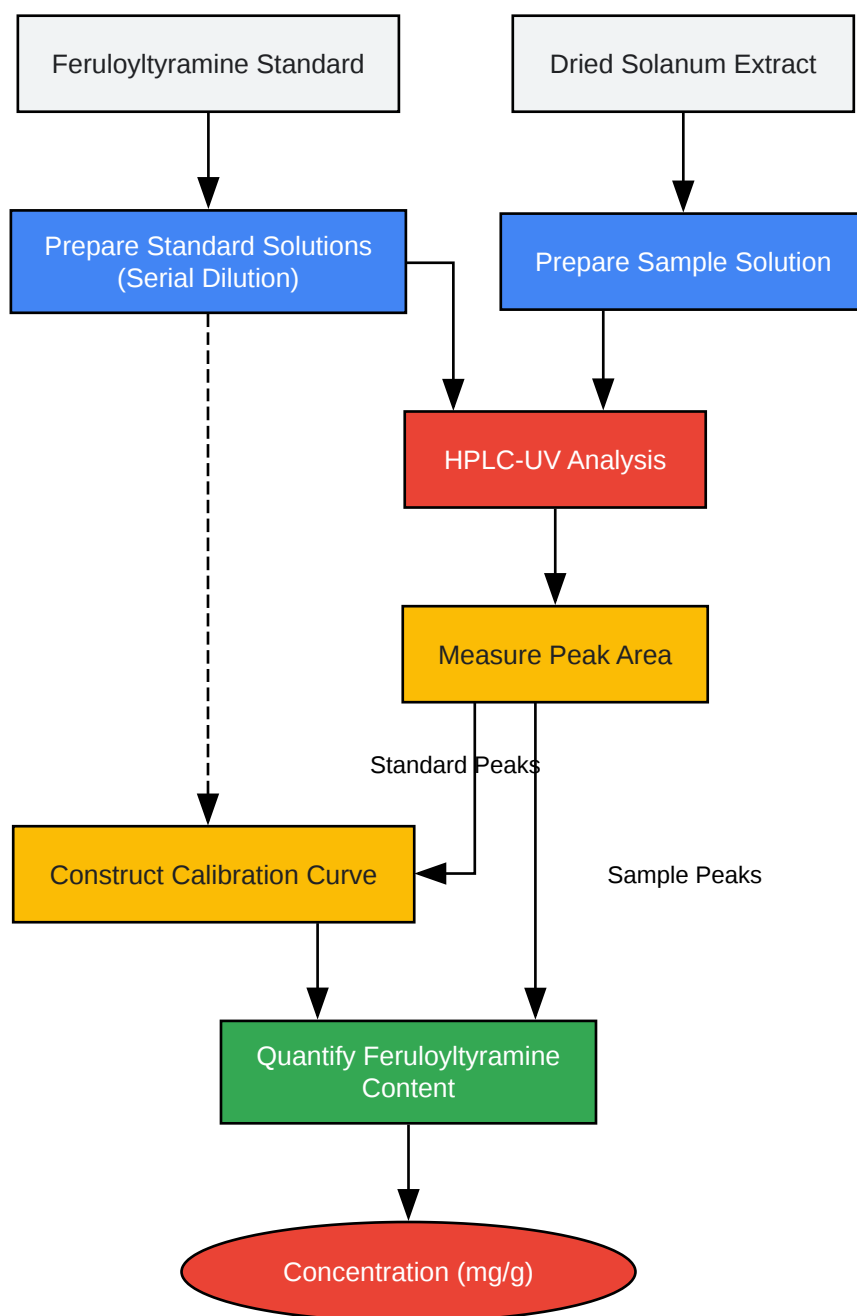 Feruloyltyramine Standard
Dried Solanum Extract
Prepare Standard Solutions
(Serial Dilution)
Prepare Sample Solution
HPLC-UV Analysis
Measure Peak Area
Standard Peaks
Construct Calibration Curve
Sample Peaks
Quantify Feruloyltyramine
Content
Concentration (mg/g)